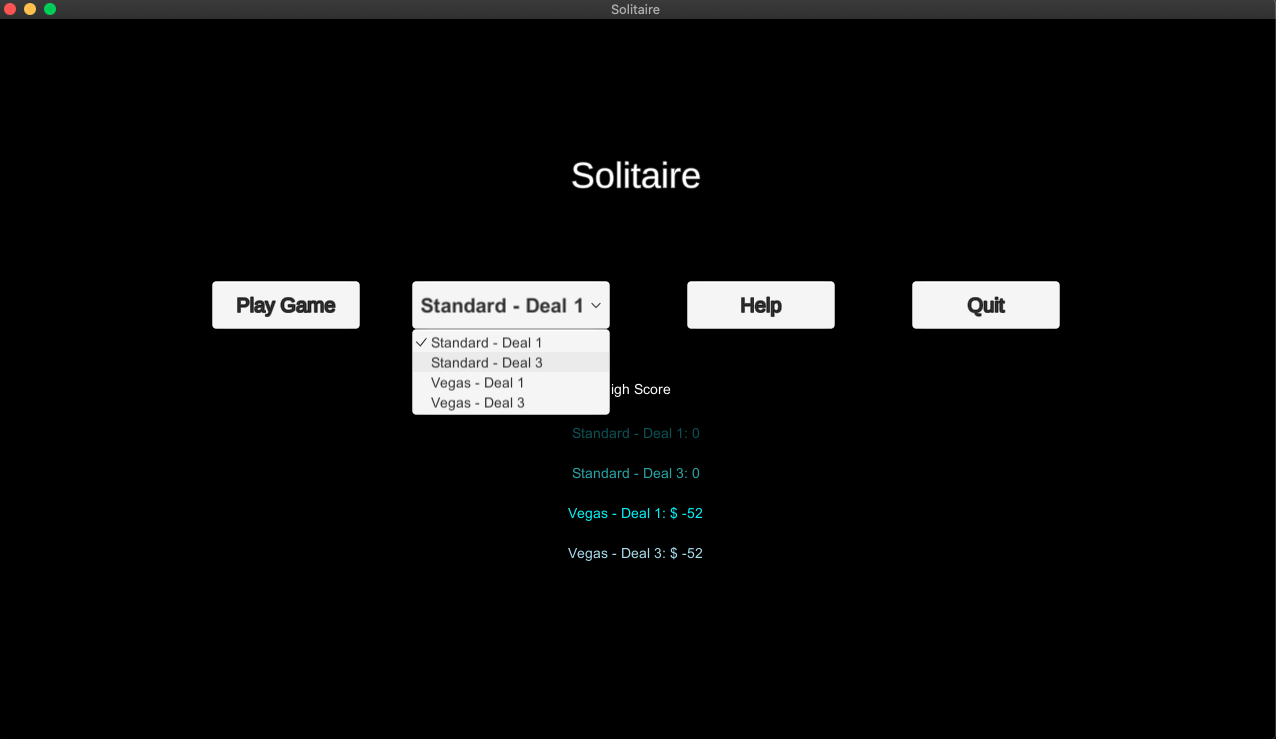 Solitaire
Solitaire
Play Game
Standard - Deal 1
Help
Quit
Standard - Deal 1
Standard - Deal 3
Vegas - Deal 1
Vegas - Deal 3
igh Score
Standard - Deal 1: 0
Standard - Deal 3: 0
Vegas - Deal 1: $ -52
Vegas - Deal 3: $ -52